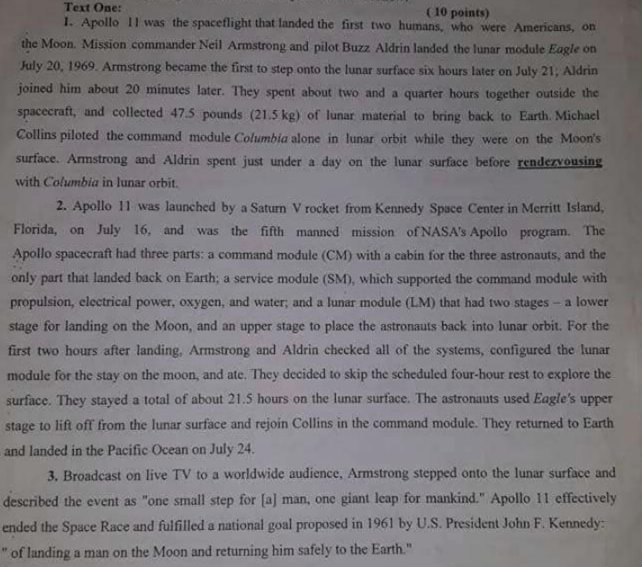 Text One:
( 10 points)
1. Apollo 11 was the spaceflight that landed the first two humans, who were Americans, on
the Moon. Mission commander Neil Armstrong and pilot Buzz Aldrin landed the lunar module Eagle on
July 20, 1969. Armstrong became the first to step onto the lunar surface six hours later on July 21; Aldrin
joined him about 20 minutes later. They spent about two and a quarter hours together outside the
spacecraft, and collected 47.5 pounds (21.5 kg) of lunar material to bring back to Earth. Michael
Collins piloted the command module Columbia alone in lunar orbit while they were on the Moon's
surface. Armstrong and Aldrin spent just under a day on the lunar surface before rendezvousing
with Columbia in lunar orbit.
2. Apollo 11 was launched by a Saturn V rocket from Kennedy Space Center in Merritt Island,
Florida, on July 16, and was the fifth manned mission of NASA's Apollo program. The
Apollo spacecraft had three parts: a command module (CM) with a cabin for the three astronauts, and the
only part that landed back on Earth; a service module (SM), which supported the command module with
propulsion, electrical power, oxygen, and water; and a lunar module (LM) that had two stages – a lower
stage for landing on the Moon, and an upper stage to place the astronauts back into lunar orbit. For the
first two hours after landing, Armstrong and Aldrin checked all of the systems, configured the lunar
module for the stay on the moon, and ate. They decided to skip the scheduled four-hour rest to explore the
surface. They stayed a total of about 21.5 hours on the lunar surface. The astronauts used Eagle's upper
stage to lift off from the lunar surface and rejoin Collins in the command module. They returned to Earth
and landed in the Pacific Ocean on July 24.
3. Broadcast on live TV to a worldwide audience, Armstrong stepped onto the lunar surface and
described the event as "one small step for [a] man, one giant leap for mankind." Apollo 11 effectively
ended the Space Race and fulfilled a national goal proposed in 1961 by U.S. President John F. Kennedy:
" of landing a man on the Moon and returning him safely to the Earth."